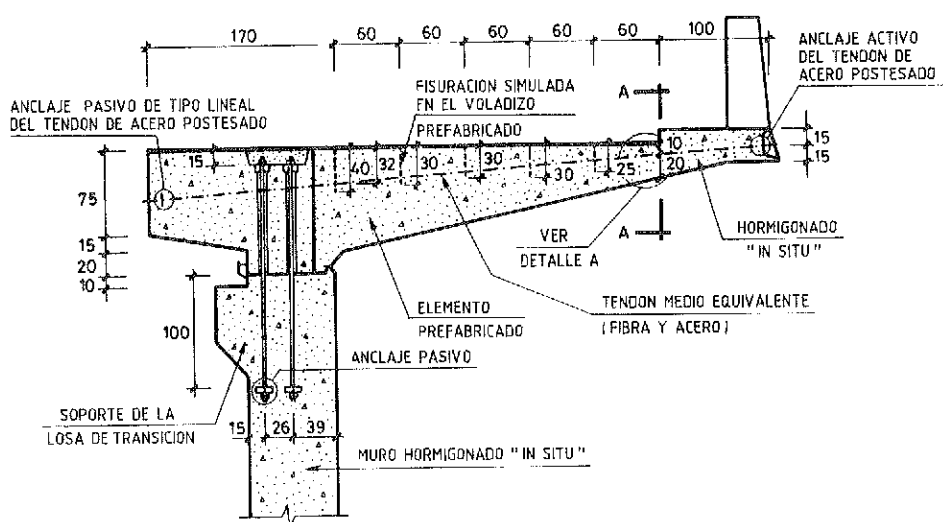 170
60
60
60
60
60
100
ANCLAJE ACTIVO
DEL TENDON DE
ACERO POSTESADO
ANCLAJE PASIVO DE TIPO LINEAL
DEL TENDON DE ACERO POSTESADO
FISURACION SIMULADA
EN EL VOLADIZO
PREFABRICADO
A
15
40
32
30
30
30
25
10
20
15
15
75
15
20
10
100
A
VER
DETALLE A
HORMIGONADO
"IN SITU"
ELEMENTO
PREFABRICADO
TENDON MEDIO EQUIVALENTE
(FIBRA Y ACERO)
ANCLAJE PASIVO
SOPORTE DE LA
LOSA DE TRANSICION
15
26
39
MURO HORMIGONADO "IN SITU"